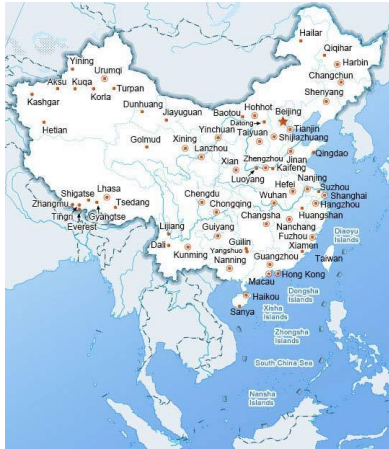 Hailar
Qiqihar
Harbin
Changchun
Yining
Urumqi
Aksu
Kuqa
Turpan
Korla
Kashgar
Shenyang
Dunhuang
Jiayuguan
Hohhot
Baotou
Beijing
Datong
Hetian
Tianjin
Yinchuan
Taiyuan
Shijiazhuang
Golmud
Xining
Lanzhou
Jinan
Qingdao
Zhengzhou
Xian
Kaifeng
Luoyang
Nanjing
Hefei
Suzhou
Lhasa
Shigatse
Zhangmu
Tsedang
Chengdu
Wuhan
Shanghai
Hangzhou
Tingri
Gyangtse
Everest
Chongqing
Huangshan
Changsha
Nanchang
Diaoyu
Islands
Lijiang
Guiyang
Fuzhou
Guilin
Xiamen
Dali
Yangshuo
Taiwan
Kunming
Nanning
Guangzhou
Hong Kong
Macau
Dongsha
Islands
Haikou
Sanya
Xisha
Islands
Zhongsha
Islands
South China Sea
Nansha
Islands